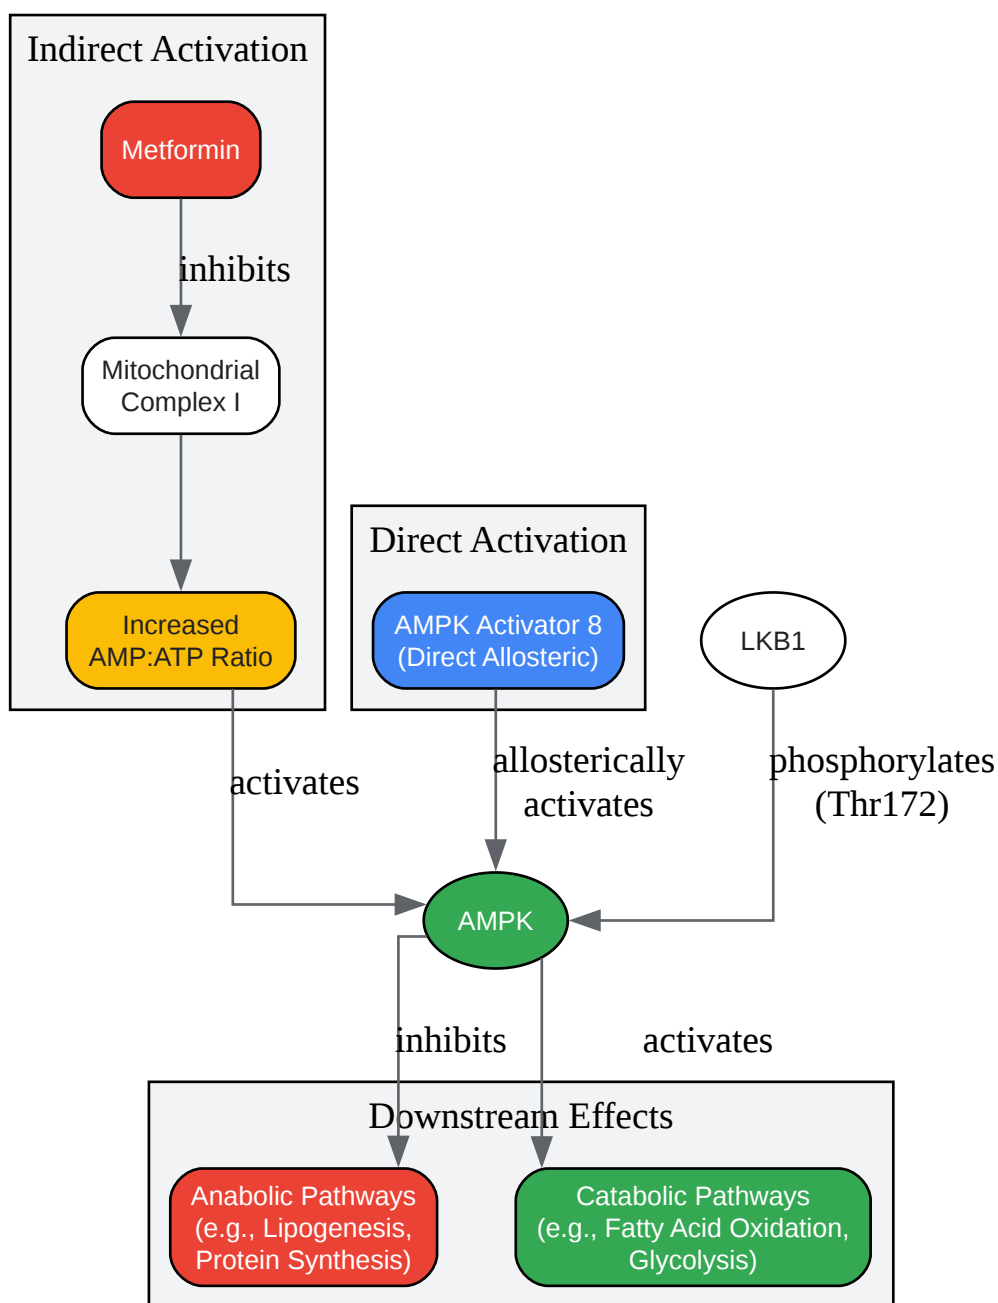 Indirect Activation
Metformin
inhibits
Mitochondrial
Complex I
Direct Activation
Increased
AMP:ATP Ratio
AMPK Activator 8
(Direct Allosteric)
LKB1
activates
allosterically
activates
phosphorylates
(Thr172)
AMPK
inhibits
activates
Downstream Effects
Anabolic Pathways
(e.g., Lipogenesis,
Protein Synthesis)
Catabolic Pathways
(e.g., Fatty Acid Oxidation,
Glycolysis)